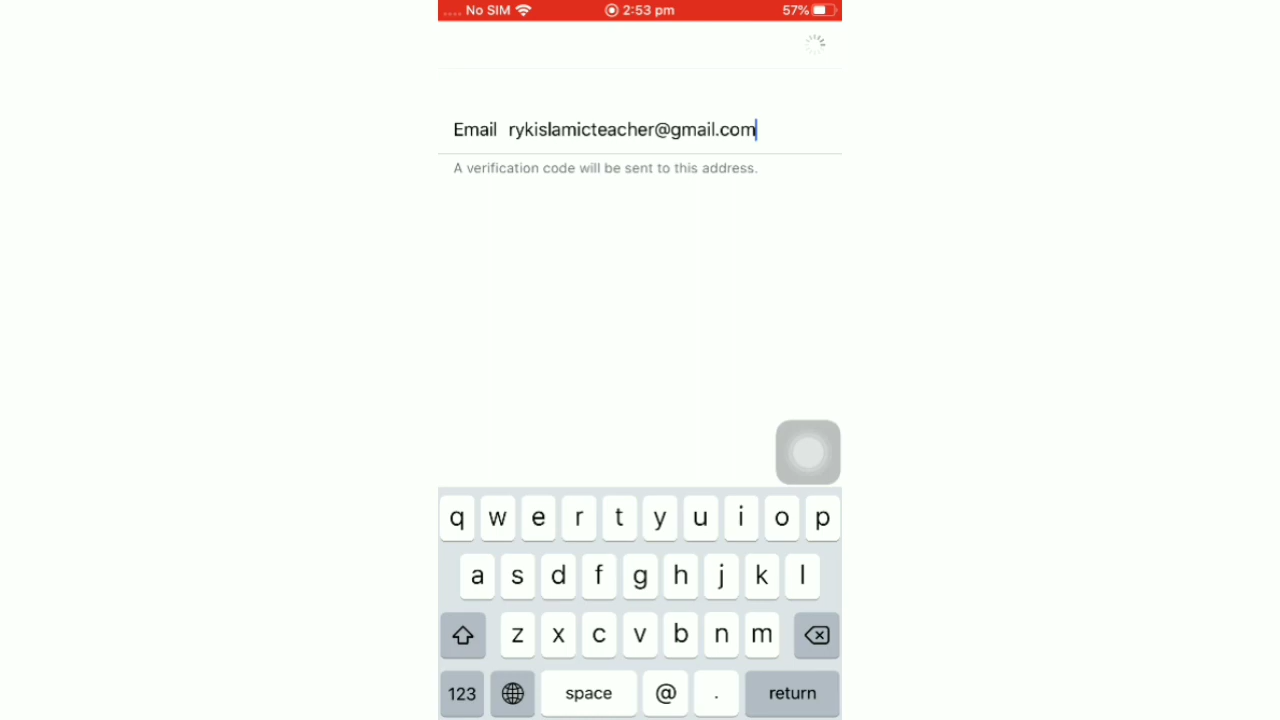 No SIM 2:53 pm 57%
Email rykislamicteacher@gmail.com
A verification code will be sent to this address.
q w e r t y u i o p
a s d f g h j k l
z x c v b n m
123 space @ . return